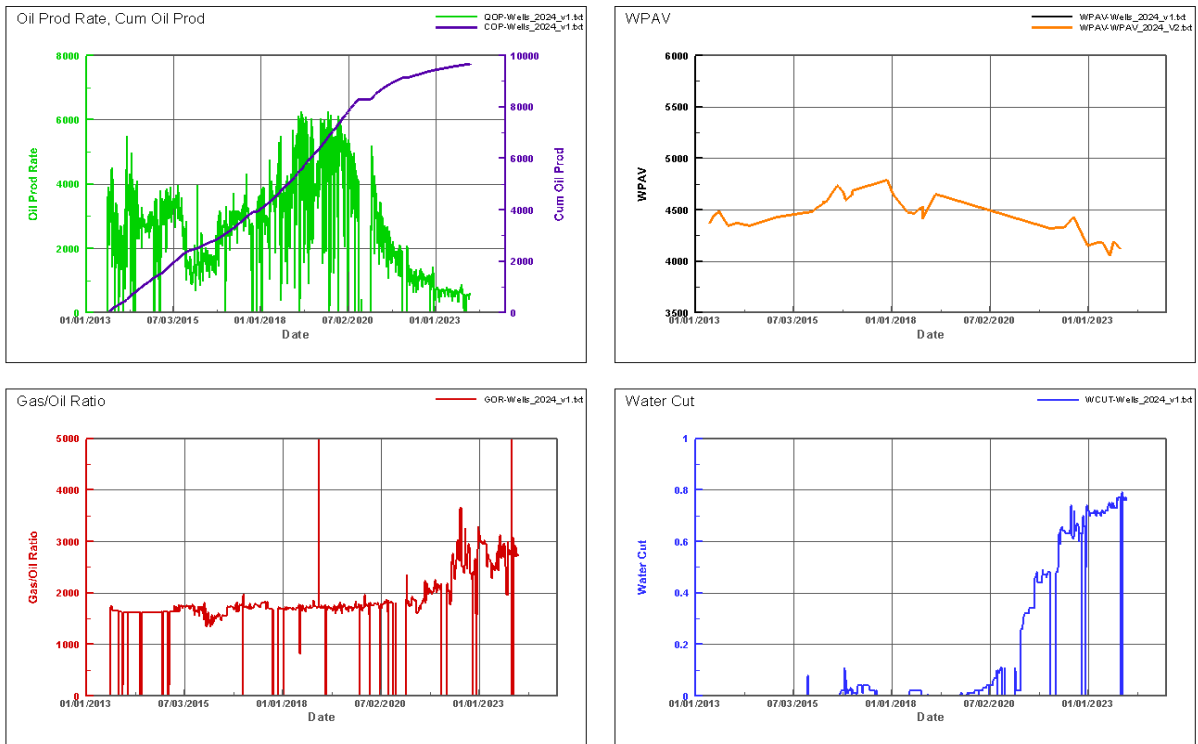 Oil Prod Rate, Cum Oil Prod
QOP-Wells_2024_v1.txt
COP-Wells_2024_v1.txt
8000
6000
4000
2000
0
Oil Prod Rate
10000
8000
6000
4000
2000
0
Cum Oil Prod
01/01/2013 07/03/2015 01/01/2018 07/02/2020 01/01/2023
Date
WPAV
WPAV-Wells_2024_v1.txt
WPAV-WPAV_2024_V2.txt
6000
5500
5000
4500
4000
3500
WPAV
01/01/2013 07/03/2015 01/01/2018 07/02/2020 01/01/2023
Date
Gas/Oil Ratio
GOR-Wells_2024_v1.txt
5000
4000
3000
2000
1000
0
Gas/Oil Ratio
01/01/2013 07/03/2015 01/01/2018 07/02/2020 01/01/2023
Date
Water Cut
WCUT-Wells_2024_v1.txt
1
0.8
0.6
0.4
0.2
0
Water Cut
01/01/2013 07/03/2015 01/01/2018 07/02/2020 01/01/2023
Date